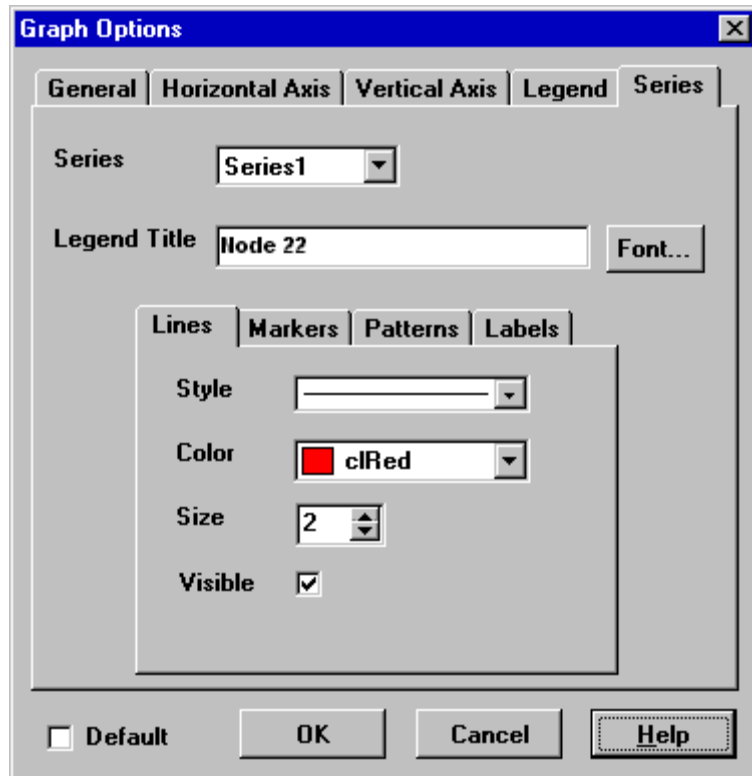 Graph Options
General Horizontal Axis Vertical Axis Legend Series
Series Series1
Legend Title Node 22 Font...
Lines Markers Patterns Labels
Style
Color clRed
Size 2
Visible
Default OK Cancel Help